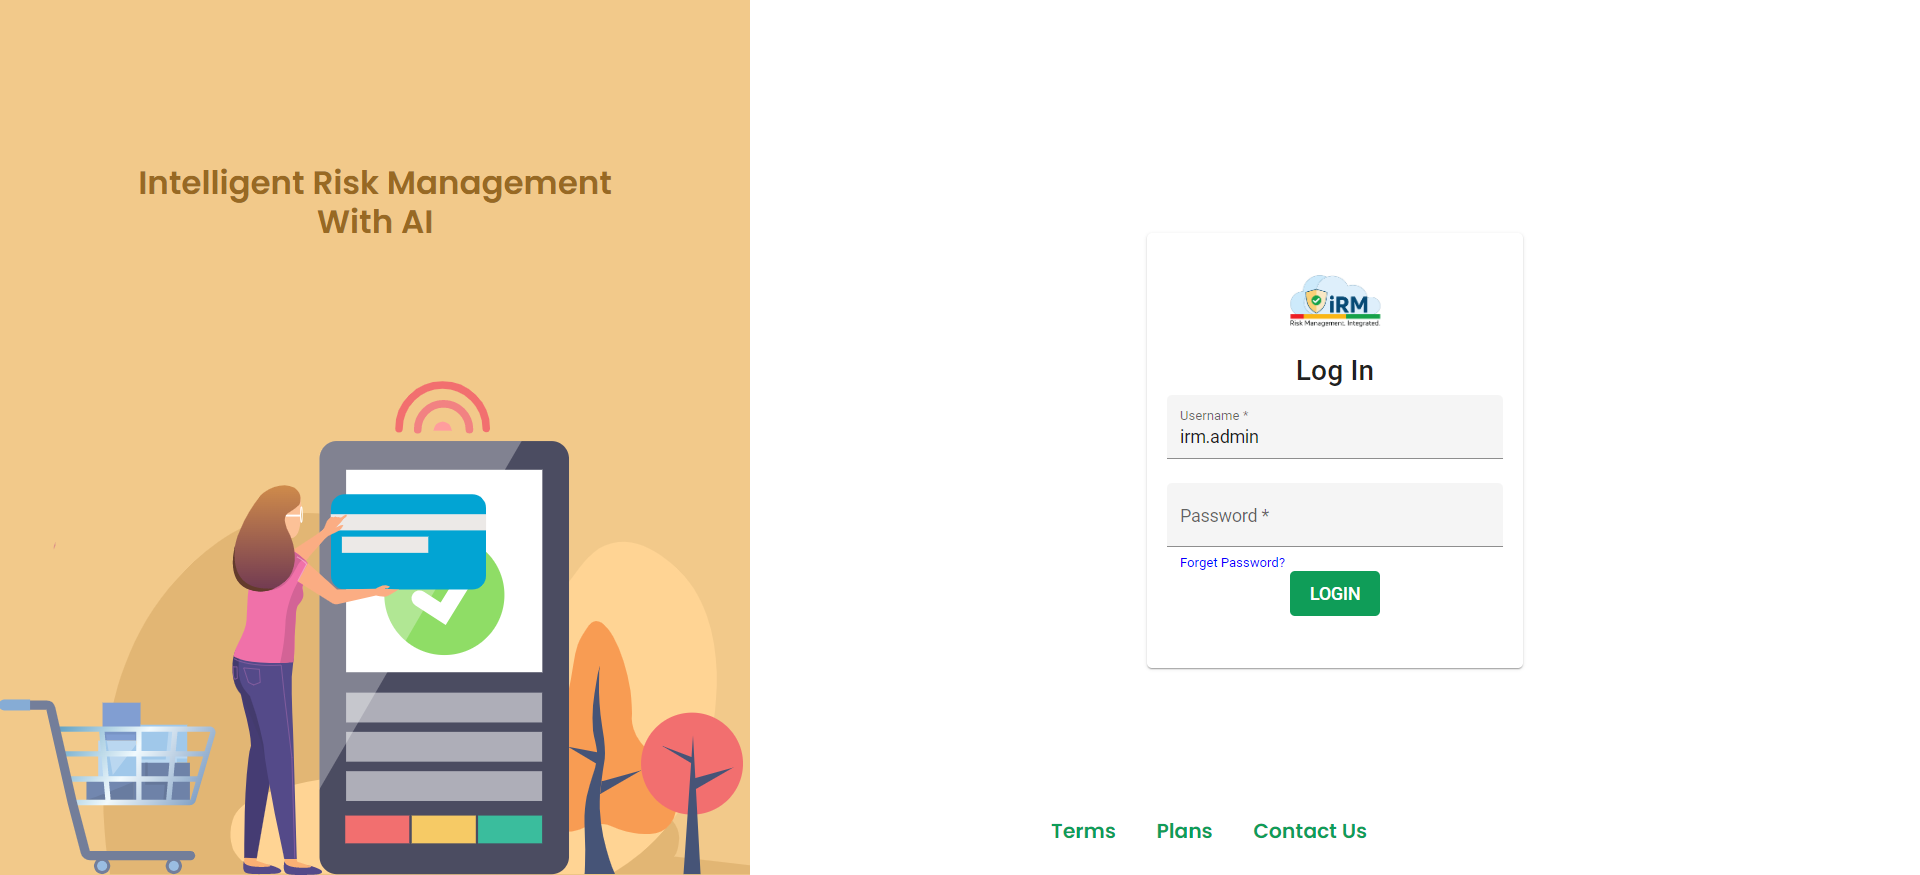 Intelligent Risk Management
With AI
iRM
Risk Management, Integrated.
Log In
Username *
irm.admin
Password *
Forget Password?
LOGIN
Terms
Plans
Contact Us